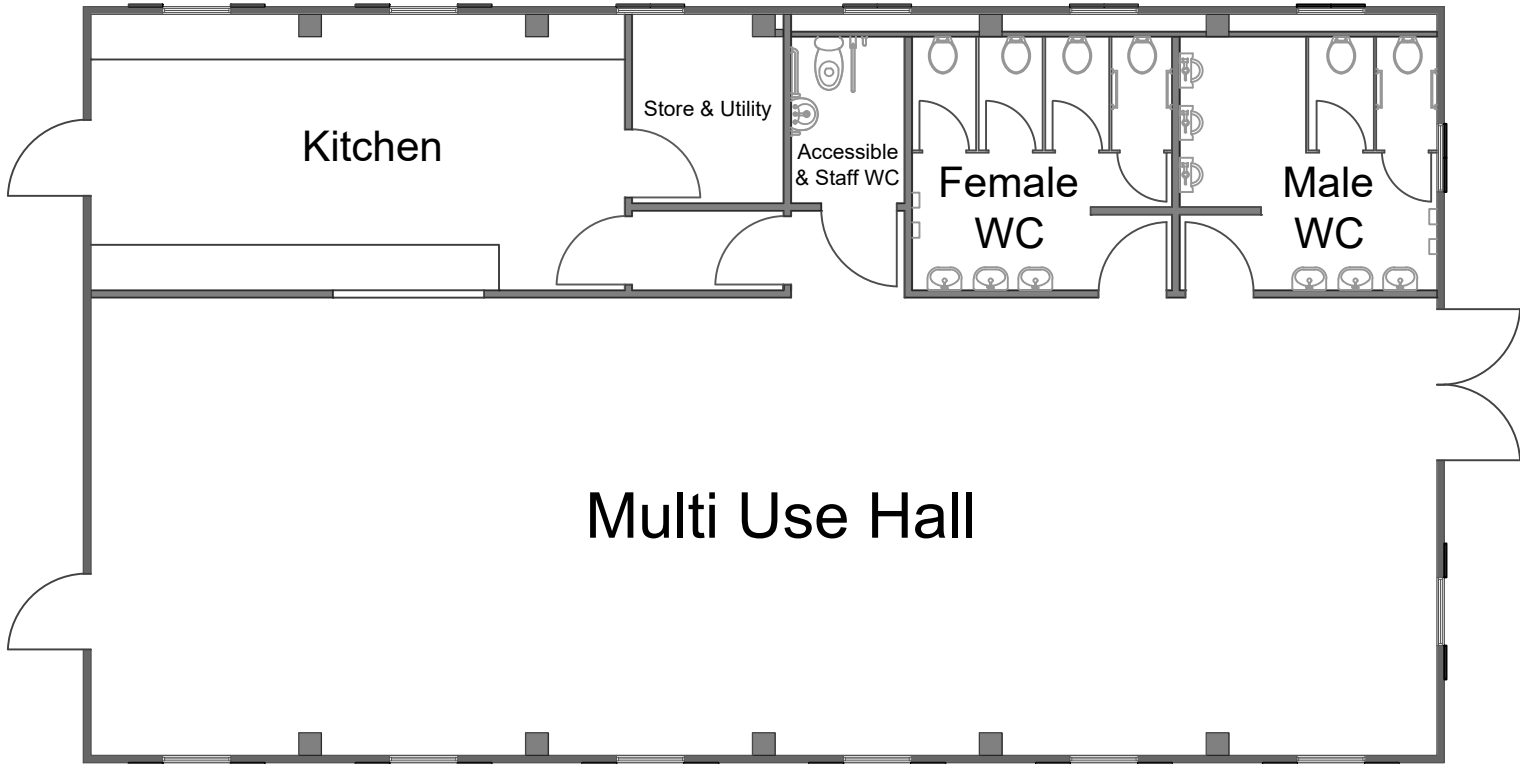 Store & Utility
Kitchen
Accessible
& Staff WC
Female
WC
Male
WC
Multi Use Hall